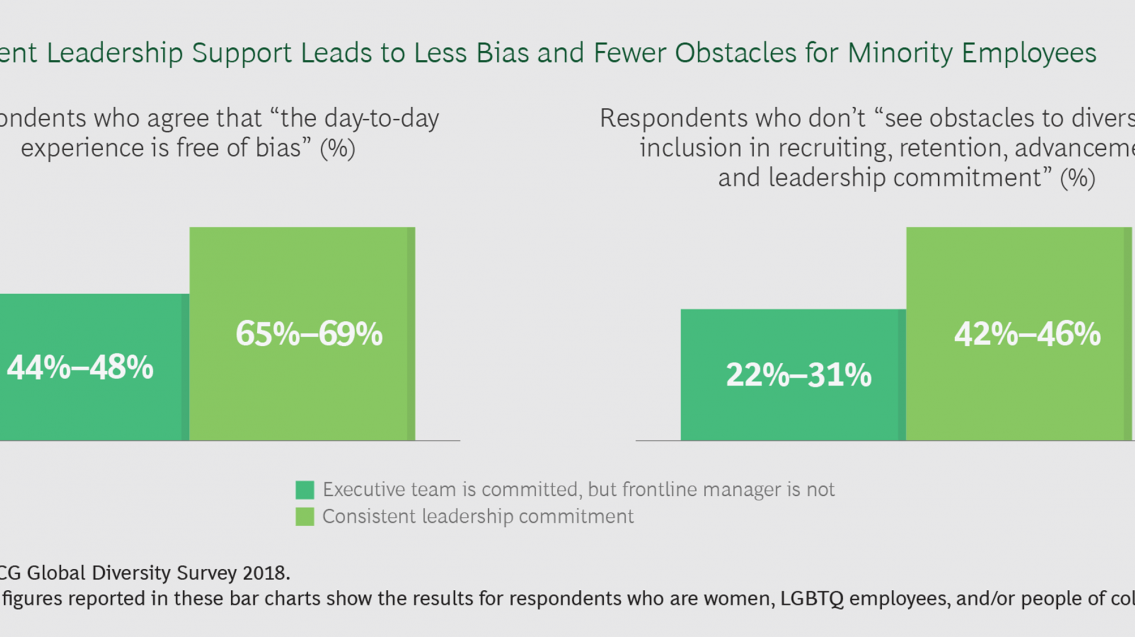 ent Leadership Support Leads to Less Bias and Fewer Obstacles for Minority Employees
ondents who agree that “the day-to-day
experience is free of bias” (%)
Respondents who don’t “see obstacles to divers
inclusion in recruiting, retention, advanceme
and leadership commitment” (%)
44%–48%
65%–69%
22%–31%
42%–46%
Executive team is committed, but frontline manager is not
Consistent leadership commitment
CG Global Diversity Survey 2018.
figures reported in these bar charts show the results for respondents who are women, LGBTQ employees, and/or people of col